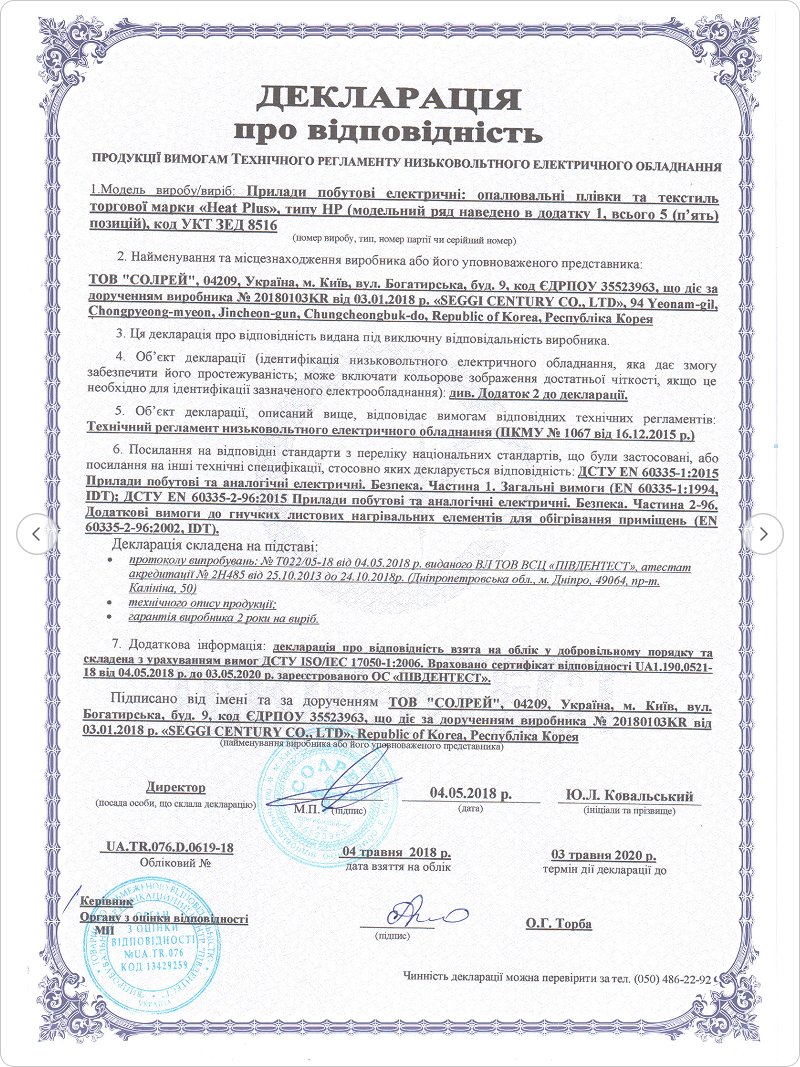 ДЕКЛАРАЦІЯ
про відповідність
ПРОДУКЦІЇ ВИМОГАМ ТЕХНІЧНОГО РЕГЛАМЕНТУ НИЗЬКОВОЛЬТНОГО ЕЛЕКТРИЧНОГО ОБЛАДНАННЯ
1.Модель виробу/виріб: Прилади побутові електричні: опалювальні плівки та текстиль
торгової марки «Heat Plus», типу HP (модельний ряд наведено в додатку 1, всього 5 (п’ять)
позицій), код УКТ ЗЕД 8516
(номер виробу, тип, номер партії чи серійний номер)
2. Найменування та місцезнаходження виробника або його уповноваженого представника:
ТОВ "СОЛРЕЙ", 04209, Україна, м. Київ, вул. Богатирська, буд. 9, код ЄДРПОУ 35523963, що діє за
дорученням виробника № 20180103KR від 03.01.2018 р. «SEGGI CENTURY CO., LTD», 94 Yeonam-gil,
Chongpyeong-myeon, Jincheon-gun, Chungcheongbuk-do, Republic of Korea, Республіка Корея
3. Ця декларація про відповідність видана під виключну відповідальність виробника.
4. Об’єкт декларації (ідентифікація низьковольтного електричного обладнання, яка дає змогу
забезпечити його простежуваність; може включати кольорове зображення достатньої чіткості, якщо це
необхідно для ідентифікації зазначеного електрообладнання): див. Додаток 2 до декларації.
5. Об’єкт декларації, описаний вище, відповідає вимогам відповідних технічних регламентів:
Технічний регламент низьковольтного електричного обладнання (ПКМУ № 1067 від 16.12.2015 р.)
6. Посилання на відповідні стандарти з переліку національних стандартів, що були застосовані, або
посилання на інші технічні специфікації, стосовно яких декларується відповідність: ДСТУ EN 60335-1:2015
Прилади побутові та аналогічні електричні. Безпека. Частина 1. Загальні вимоги (EN 60335-1:1994,
IDT); ДСТУ EN 60335-2-96:2015 Прилади побутові та аналогічні електричні. Безпека. Частина 2-96.
Додаткові вимоги до гнучких листових нагрівальних елементів для обігрівання приміщень (EN
60335-2-96:2002, IDT).
Декларація складена на підставі:
• протоколу випробувань: № Т022/05-18 від 04.05.2018 р. виданого ВЛ ТОВ ВСЦ «ПІВДЕНТЕСТ», атестат
акредитації № 2Н485 від 25.10.2013 до 24.10.2018р. (Дніпропетровська обл., м. Дніпро, 49064, пр-т.
Калініна, 50)
• технічного опису продукції;
• гарантія виробника 2 роки на виріб.
7. Додаткова інформація: декларація про відповідність взята на облік у добровільному порядку та
складена з урахуванням вимог ДСТУ ISO/IEC 17050-1:2006. Враховано сертифікат відповідності UA1.190.0521-
18 від 04.05.2018 р. до 03.05.2020 р. зареєстрованого ОС «ПІВДЕНТЕСТ».
Підписано від імені та за дорученням ТОВ "СОЛРЕЙ", 04209, Україна, м. Київ, вул.
Богатирська, буд. 9, код ЄДРПОУ 35523963, що діє за дорученням виробника № 20180103KR від
03.01.2018 р. «SEGGI CENTURY CO., LTD», Republic of Korea, Республіка Корея
(найменування виробника або його уповноваженого представника)
Директор 04.05.2018 р. Ю.Л. Ковальський
(посада особи, що склала декларацію) М.П. (підпис) (дата) (ініціали та прізвище)
СОЛРЕЙ
UA.TR.076.D.0619-18 04 травня 2018 р. 03 травня 2020 р.
Обліковий № дата взяття на облік термін дії декларації до
Керівник
Органу з оцінки відповідності
МП
О.Г. Торба
(підпис)
ОРГАН
З ОЦІНКИ
ВІДПОВІДНОСТІ
№UA.TR.076
КОД 13429259
УКРАЇНА
Чинність декларації можна перевірити за тел. (050) 486-22-92